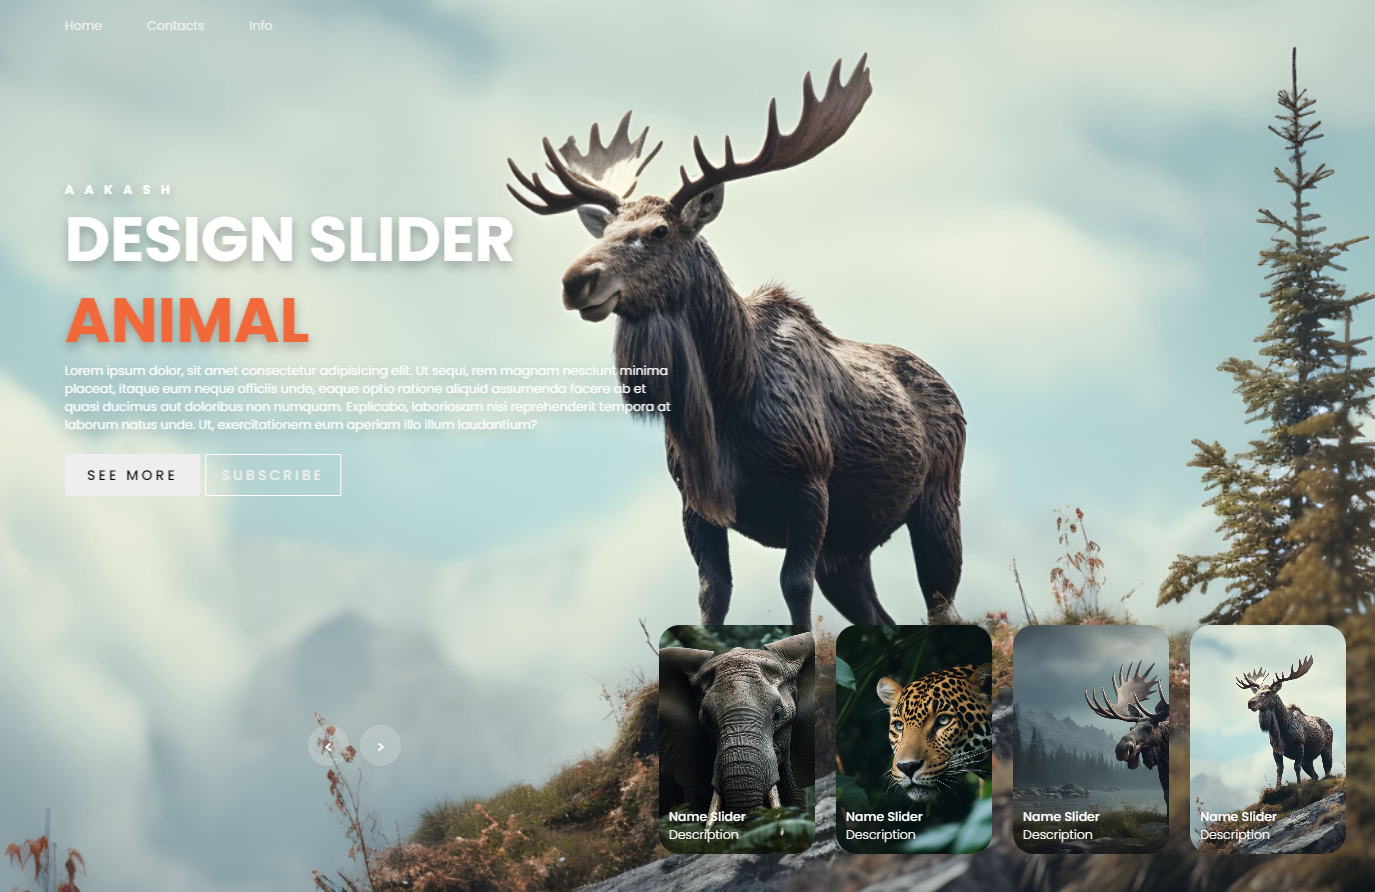 Home Contacts Info
AAKASH
DESIGN SLIDER
ANIMAL
Lorem ipsum dolor, sit amet consectetur adipisicing elit. Ut sequi, rem magnam nesciunt minima
placeat, itaque eum neque officiis unde, eaque optio ratione aliquid assumenda facere ab et
quasi ducimus aut doloribus non numquam. Explicabo, laboriosam nisi reprehenderit tempora at
laborum natus unde. Ut, exercitationem eum aperiam illo illum laudantium?
SEE MORE SUBSCRIBE
< >
Name Slider
Description
Name Slider
Description
Name Slider
Description
Name Slider
Description